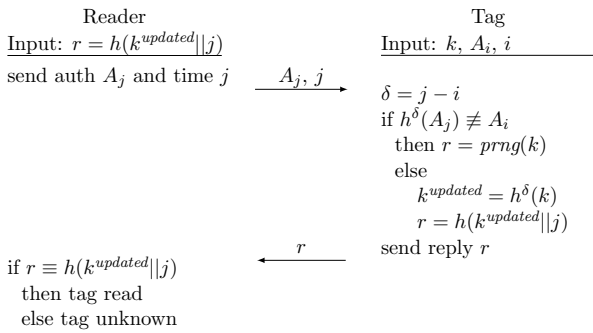 Reader
Input: r = h(k^updated||j)
send auth A_j and time j
A_j, j
Tag
Input: k, A_i, i
δ = j − i
if h^δ(A_j) ≢ A_i
then r = prng(k)
else
k^updated = h^δ(k)
r = h(k^updated||j)
send reply r
r
if r ≡ h(k^updated||j)
then tag read
else tag unknown